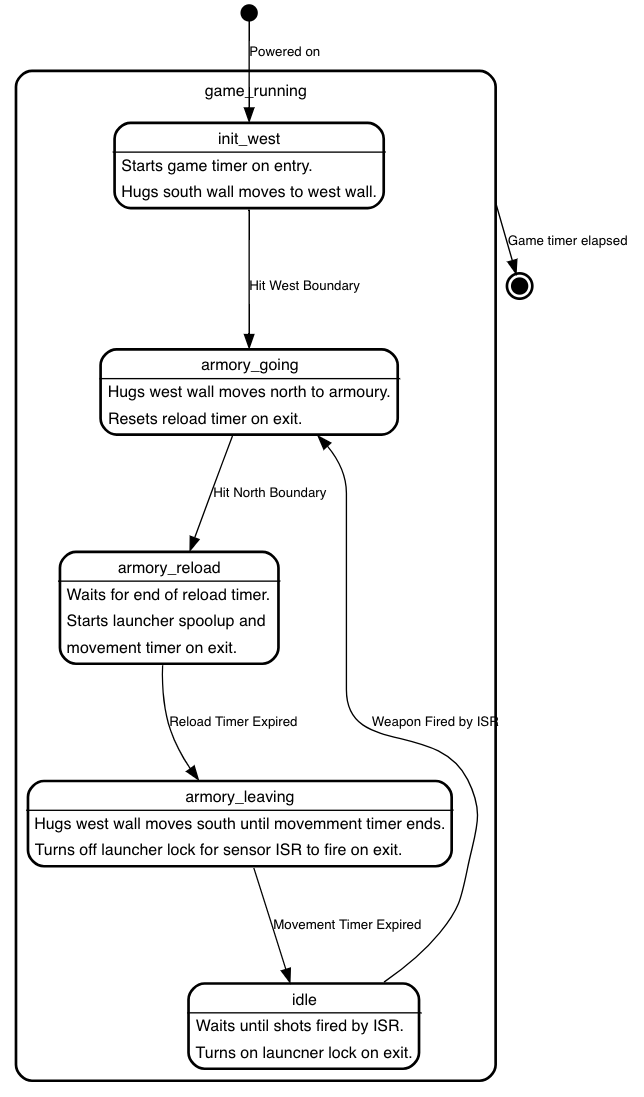 Powered on
game_running
init_west
Starts game timer on entry.
Hugs south wall moves to west wall.
Game timer elapsed
Hit West Boundary
armory_going
Hugs west wall moves north to armoury.
Resets reload timer on exit.
Hit North Boundary
armory_reload
Waits for end of reload timer.
Starts launcher spoolup and
movement timer on exit.
Reload Timer Expired
Weapon Fired by ISR
armory_leaving
Hugs west wall moves south until movemment timer ends.
Turns off launcher lock for sensor ISR to fire on exit.
Movement Timer Expired
idle
Waits until shots fired by ISR.
Turns on launcner lock on exit.